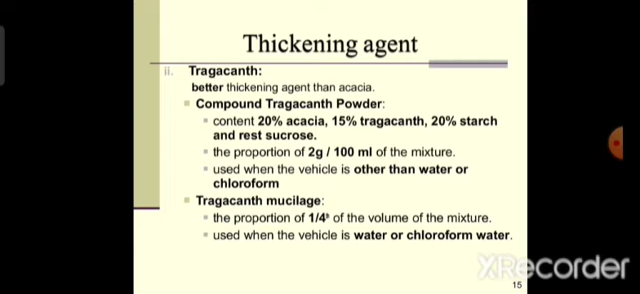 Thickening agent
ii. Tragacanth:
better thickening agent than acacia.
Compound Tragacanth Powder:
content 20% acacia, 15% tragacanth, 20% starch
and rest sucrose.
the proportion of 2g / 100 ml of the mixture.
used when the vehicle is other than water or
chloroform
Tragacanth mucilage:
the proportion of 1/4ᵗʰ of the volume of the mixture.
used when the vehicle is water or chloroform water.
XRecorder
15